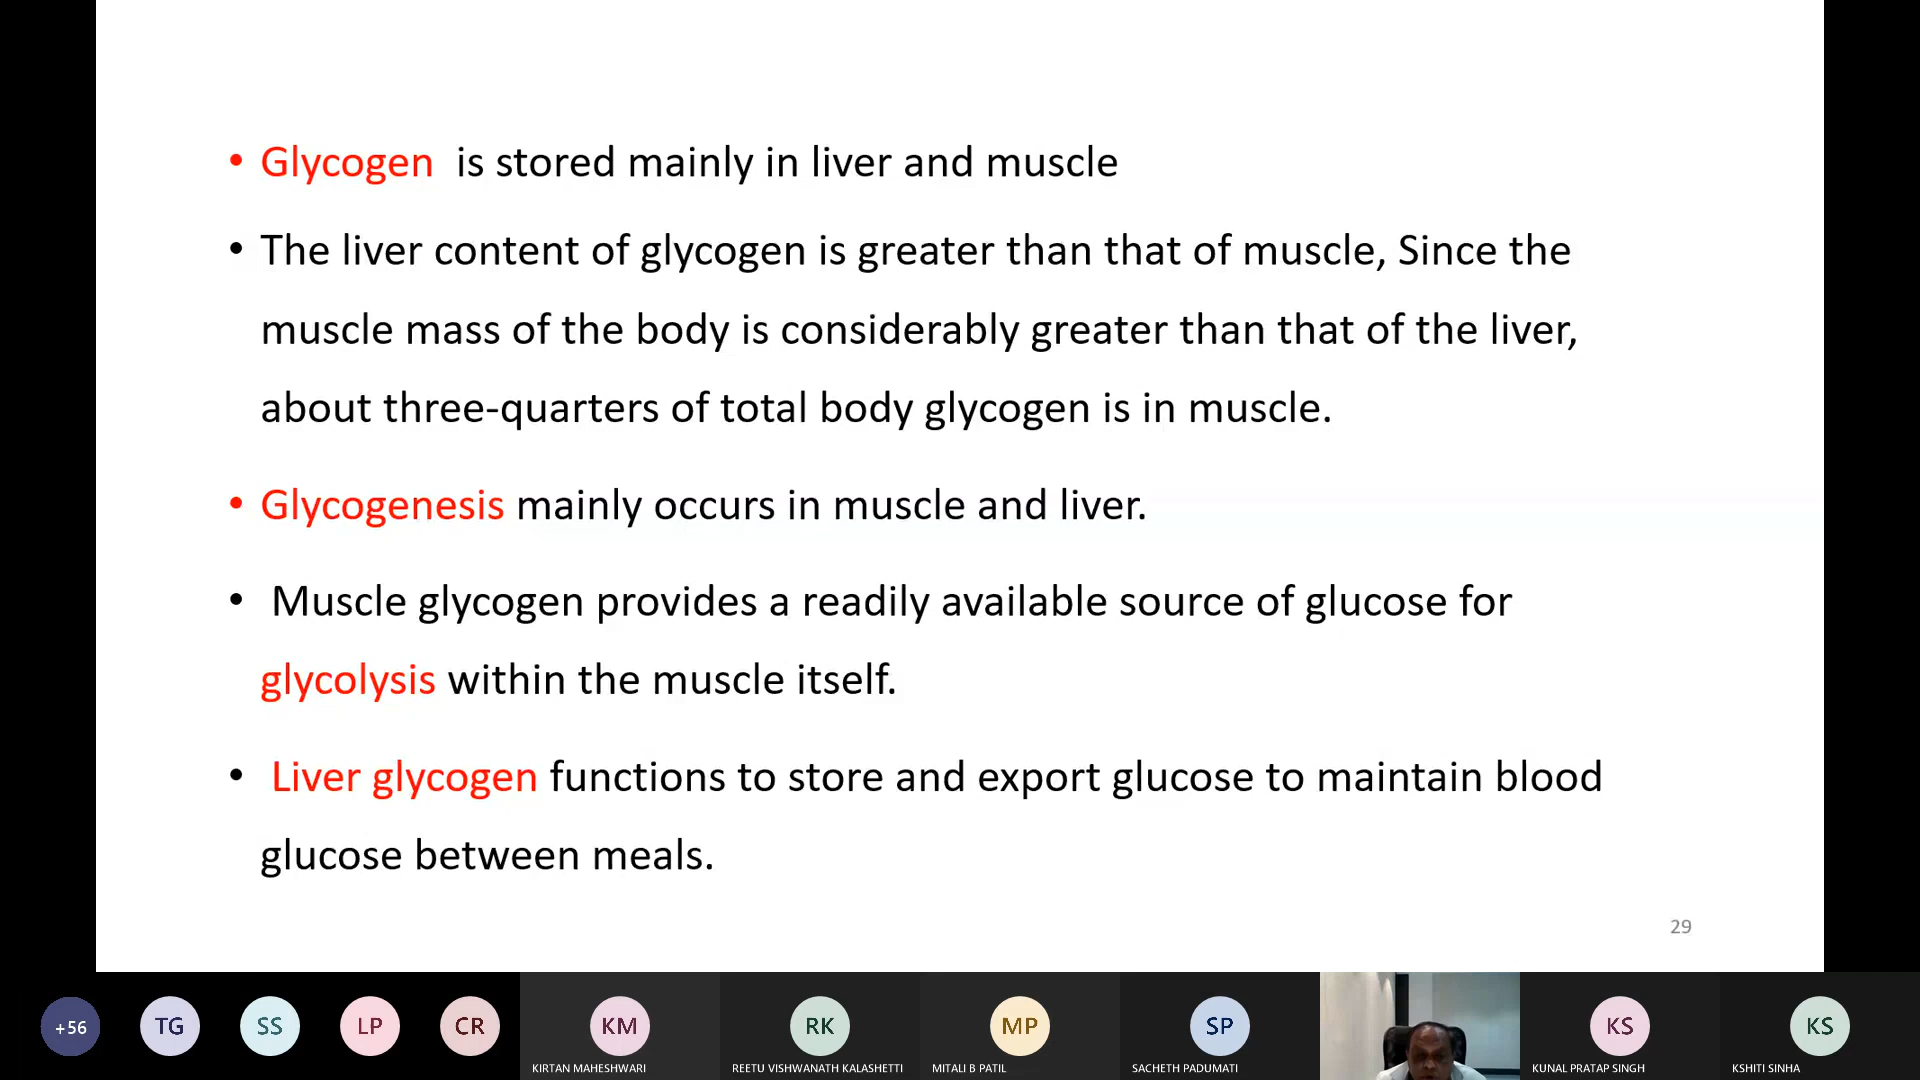 • Glycogen is stored mainly in liver and muscle
• The liver content of glycogen is greater than that of muscle, Since the
muscle mass of the body is considerably greater than that of the liver,
about three-quarters of total body glycogen is in muscle.
• Glycogenesis mainly occurs in muscle and liver.
• Muscle glycogen provides a readily available source of glucose for
glycolysis within the muscle itself.
• Liver glycogen functions to store and export glucose to maintain blood
glucose between meals.
29
+56 TG SS LP CR KM RK MP SP KS KS
KIRTAN MAHESHWARI REETU VISHWANATH KALASHETTI MITALI B PATIL SACHETH PADUMATI KUNAL PRATAP SINGH KSHITI SINHA